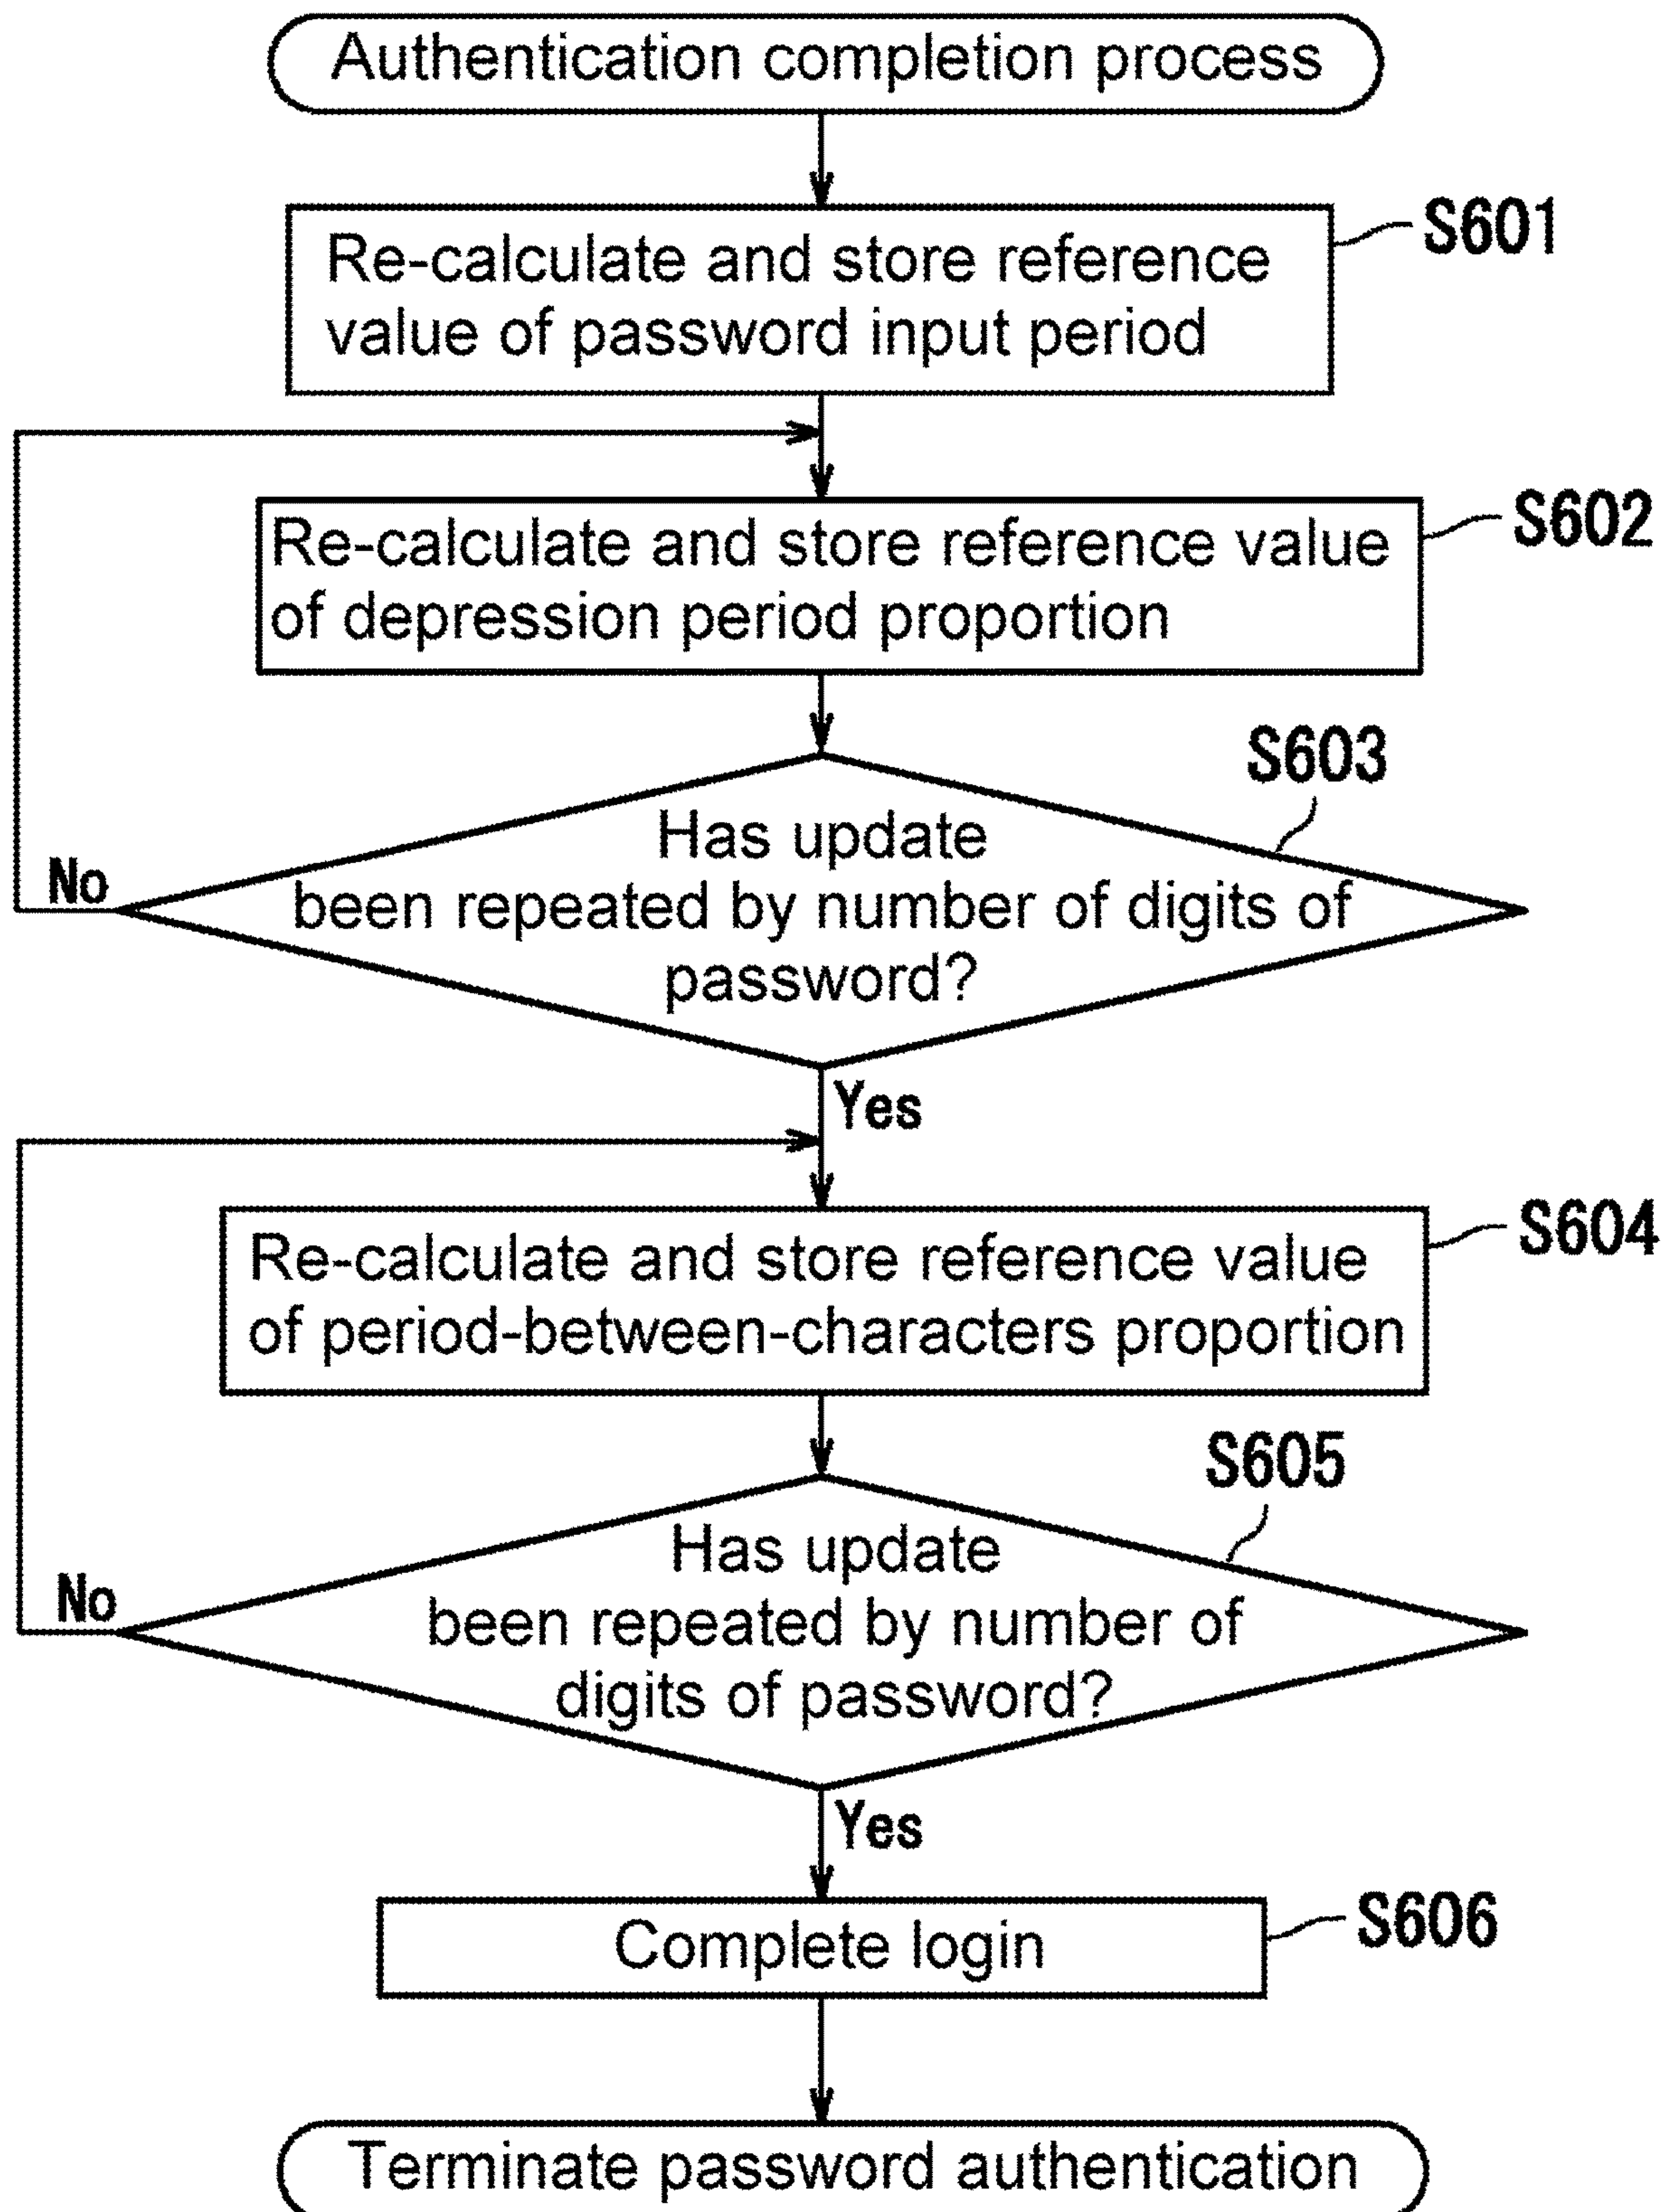 Authentication completion process
S601
Re-calculate and store reference
value of password input period
S602
Re-calculate and store reference value
of depression period proportion
S603
Has update
been repeated by number of digits of
password?
No
Yes
S604
Re-calculate and store reference value
of period-between-characters proportion
S605
Has update
been repeated by number of
digits of password?
No
Yes
S606
Complete login
Terminate password authentication